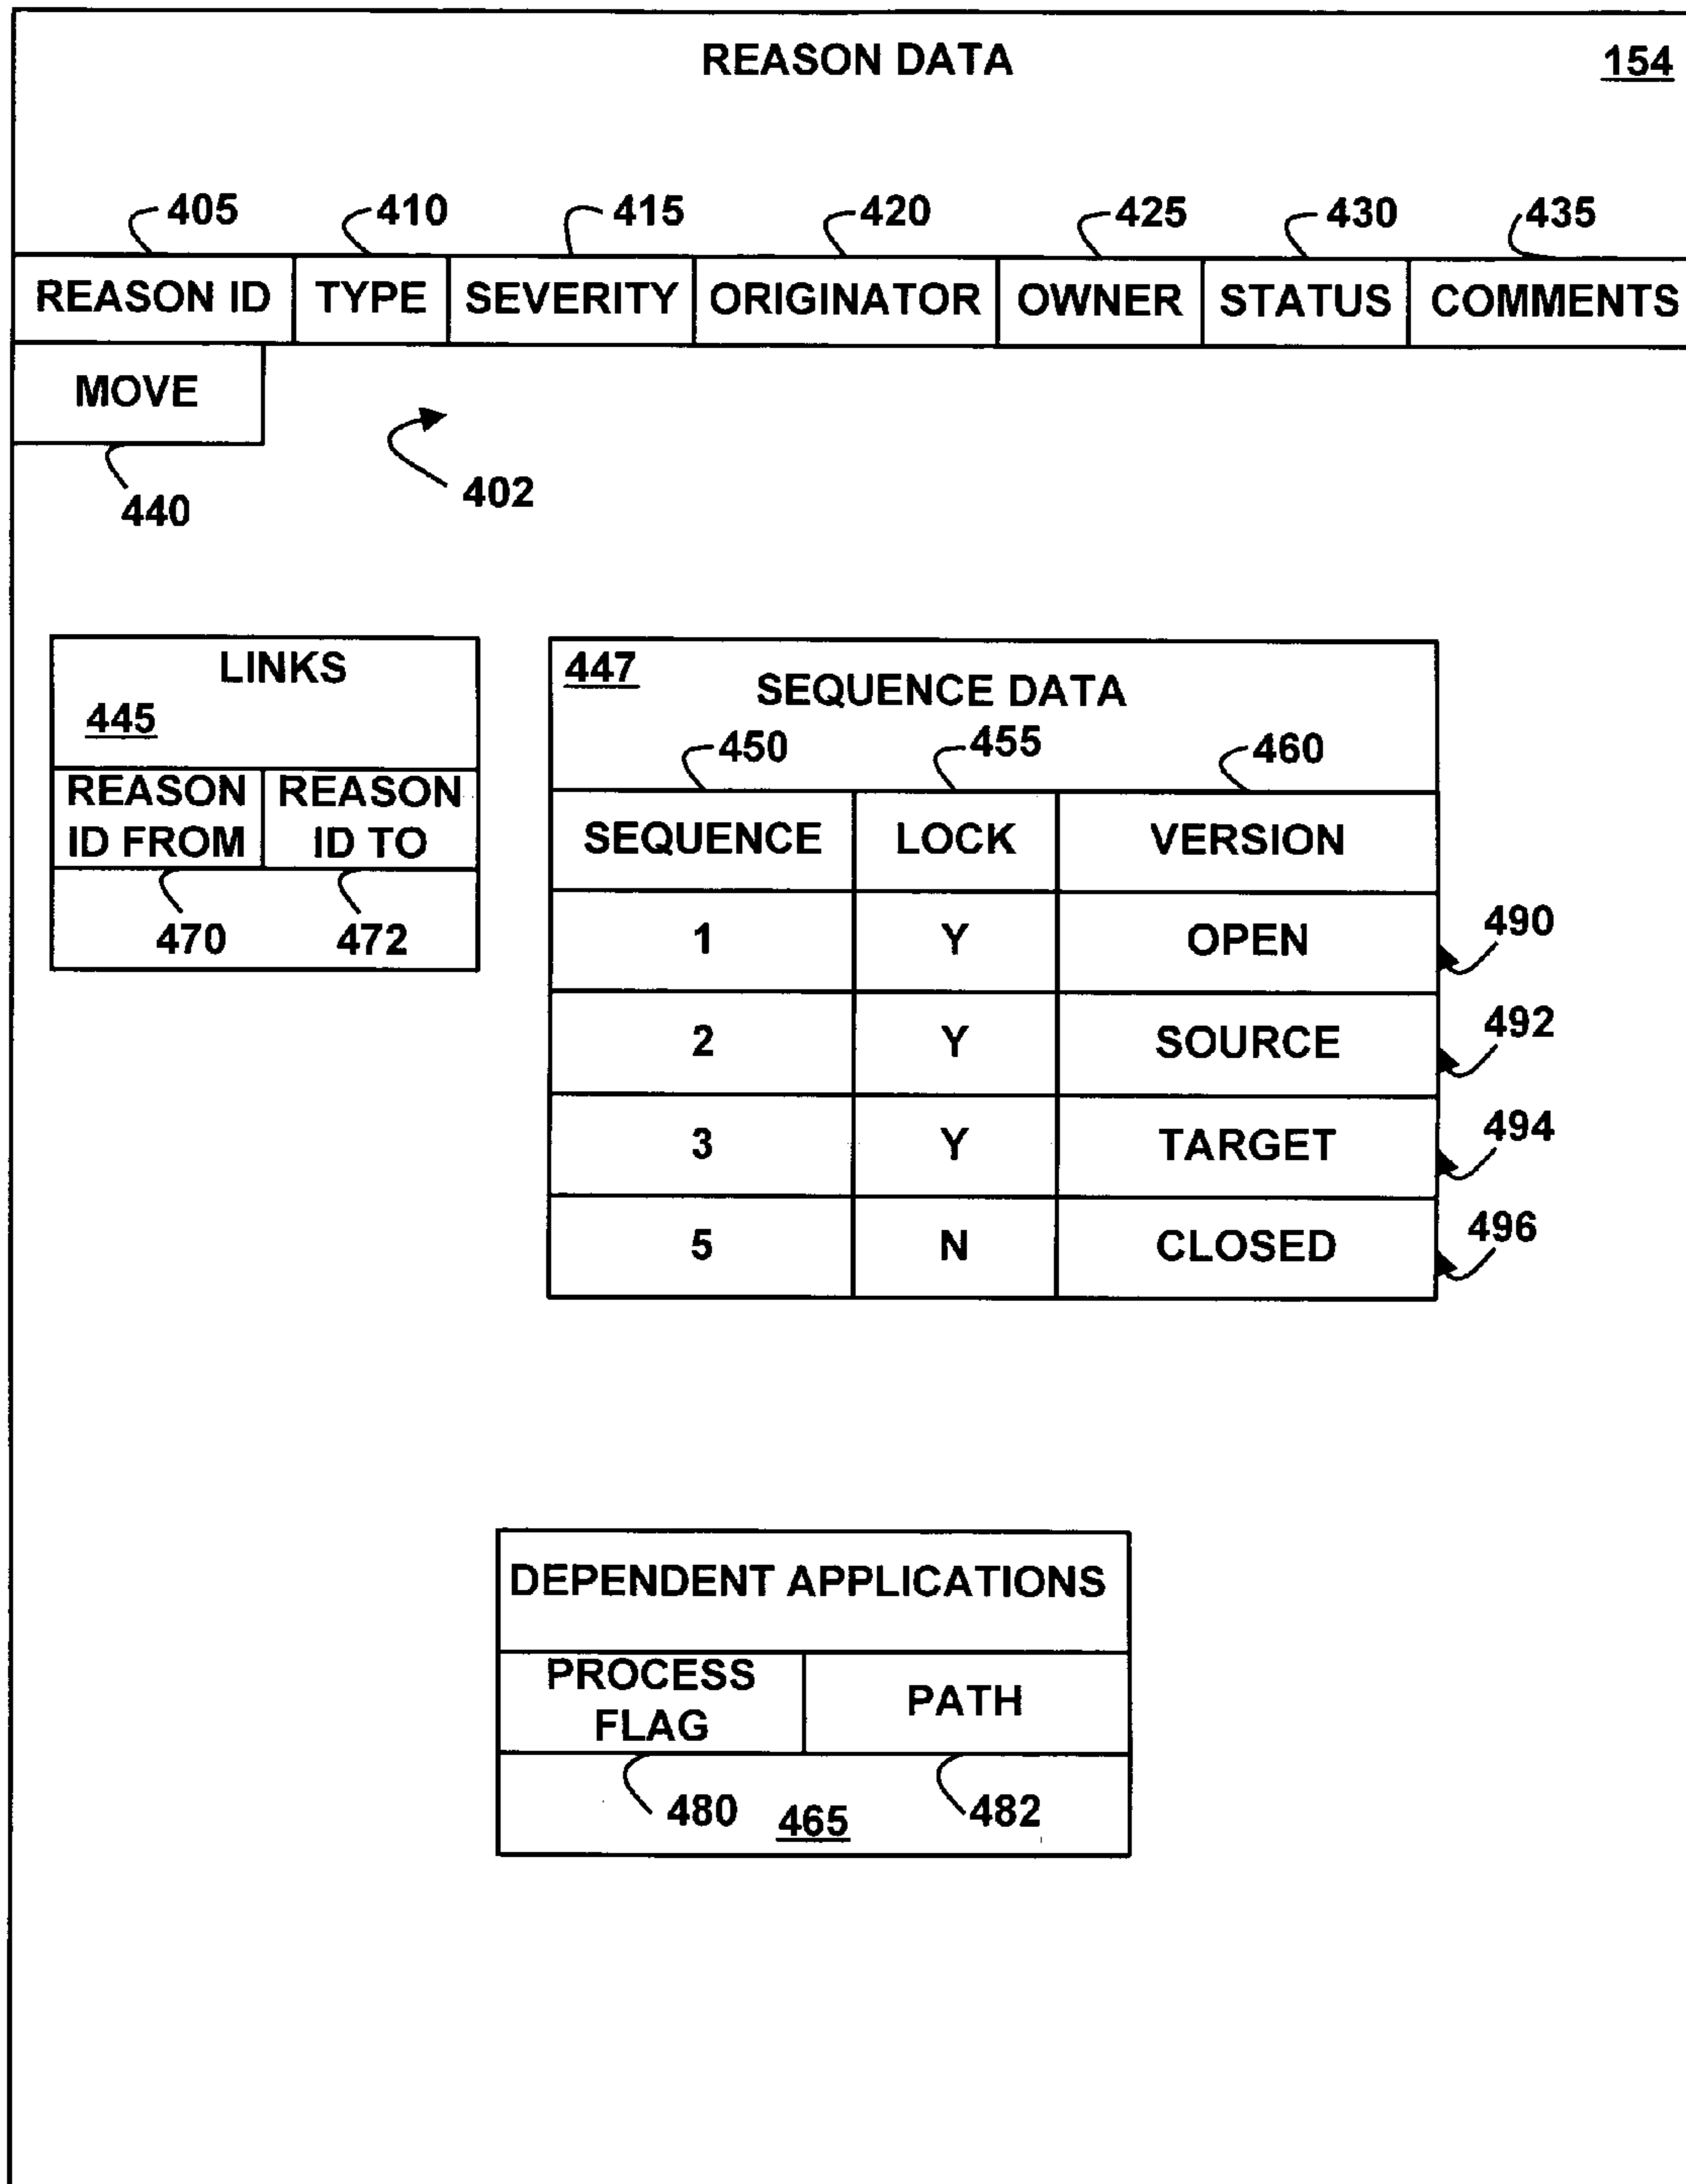 REASON DATA 154
405 410 415 420 425 430 435
REASON ID TYPE SEVERITY ORIGINATOR OWNER STATUS COMMENTS
MOVE
440 402
LINKS
445
REASON ID FROM REASON ID TO
470 472
447 SEQUENCE DATA
450 455 460
SEQUENCE LOCK VERSION
1 Y OPEN 490
2 Y SOURCE 492
3 Y TARGET 494
5 N CLOSED 496
DEPENDENT APPLICATIONS
PROCESS FLAG PATH
480 465 482